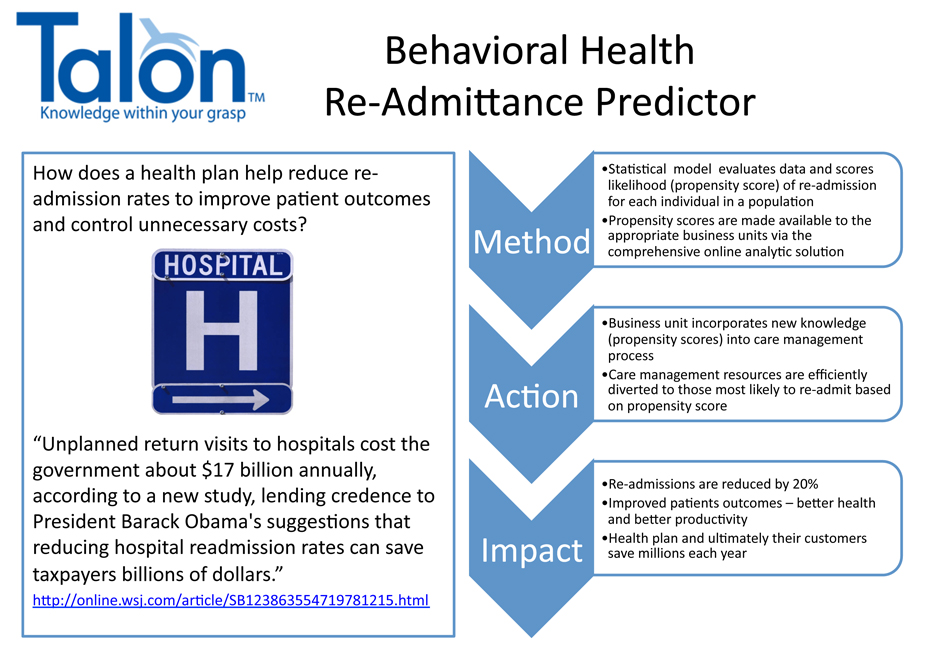 Talon™
Knowledge within your grasp
Behavioral Health
Re-Admittance Predictor
How does a health plan help reduce re-
admission rates to improve patient outcomes
and control unnecessary costs?
HOSPITAL
H
“Unplanned return visits to hospitals cost the
government about $17 billion annually,
according to a new study, lending credence to
President Barack Obama's suggestions that
reducing hospital readmission rates can save
taxpayers billions of dollars.”
http://online.wsj.com/article/SB123863554719781215.html
Method
•Statistical model evaluates data and scores
likelihood (propensity score) of re-admission
for each individual in a population
•Propensity scores are made available to the
appropriate business units via the
comprehensive online analytic solution
Action
•Business unit incorporates new knowledge
(propensity scores) into care management
process
•Care management resources are efficiently
diverted to those most likely to re-admit based
on propensity score
Impact
•Re-admissions are reduced by 20%
•Improved patients outcomes – better health
and better productivity
•Health plan and ultimately their customers
save millions each year